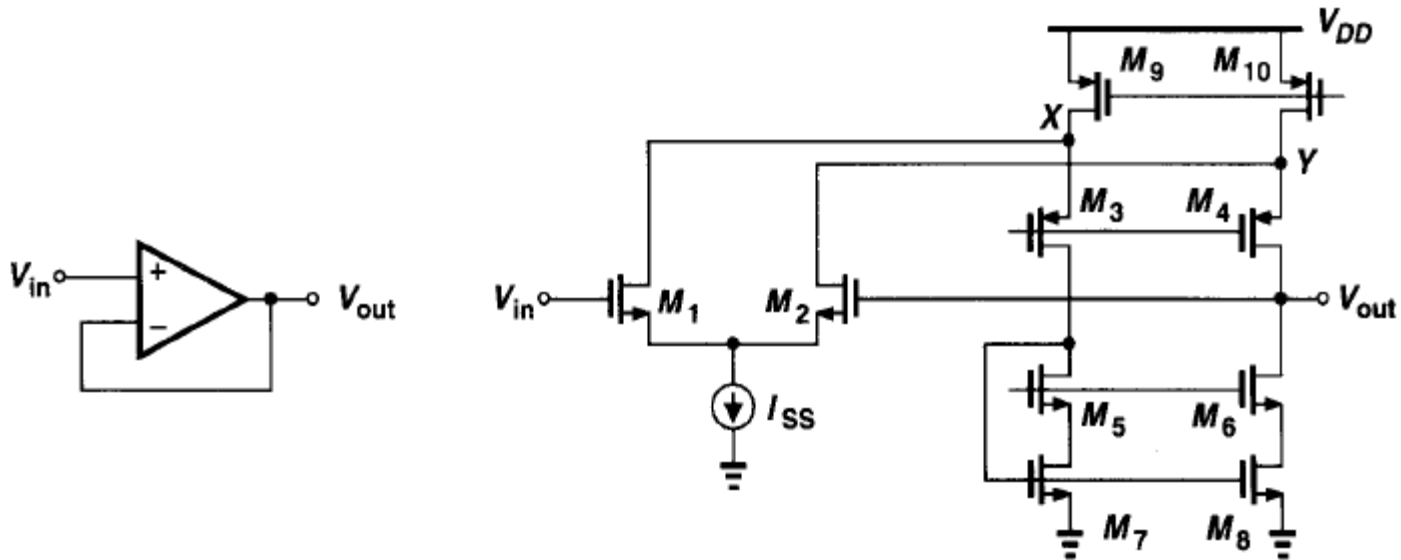 V_DD
M_9
M_10
X
Y
M_3
M_4
V_in
+
−
V_out
V_in
M_1
M_2
V_out
I_SS
M_5
M_6
M_7
M_8